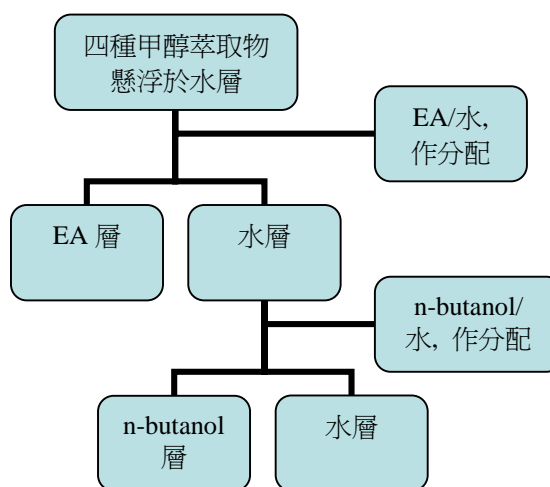 四種甲醇萃取物
懸浮於水層
EA/水,
作分配
EA 層
水層
n-butanol/
水, 作分配
n-butanol
層
水層